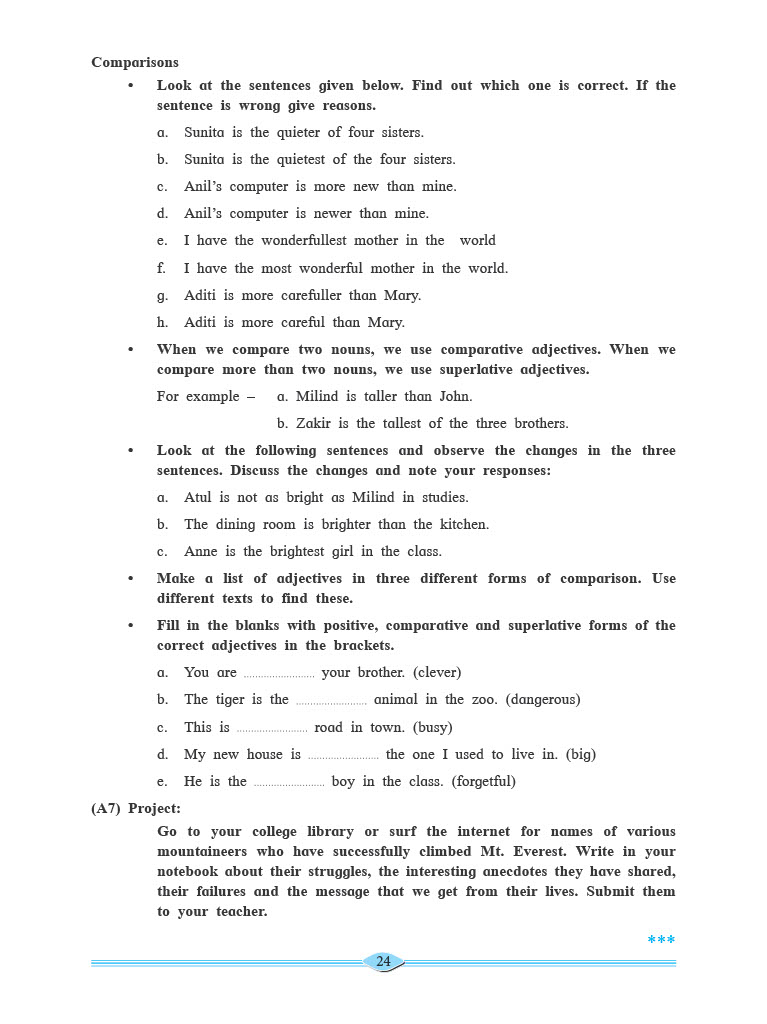 Comparisons
• Look at the sentences given below. Find out which one is correct. If the
sentence is wrong give reasons.
a. Sunita is the quieter of four sisters.
b. Sunita is the quietest of the four sisters.
c. Anil’s computer is more new than mine.
d. Anil’s computer is newer than mine.
e. I have the wonderfullest mother in the world
f. I have the most wonderful mother in the world.
g. Aditi is more carefuller than Mary.
h. Aditi is more careful than Mary.
• When we compare two nouns, we use comparative adjectives. When we
compare more than two nouns, we use superlative adjectives.
For example – a. Milind is taller than John.
b. Zakir is the tallest of the three brothers.
• Look at the following sentences and observe the changes in the three
sentences. Discuss the changes and note your responses:
a. Atul is not as bright as Milind in studies.
b. The dining room is brighter than the kitchen.
c. Anne is the brightest girl in the class.
• Make a list of adjectives in three different forms of comparison. Use
different texts to find these.
• Fill in the blanks with positive, comparative and superlative forms of the
correct adjectives in the brackets.
a. You are ......................... your brother. (clever)
b. The tiger is the ......................... animal in the zoo. (dangerous)
c. This is ......................... road in town. (busy)
d. My new house is ......................... the one I used to live in. (big)
e. He is the ......................... boy in the class. (forgetful)
(A7) Project:
Go to your college library or surf the internet for names of various
mountaineers who have successfully climbed Mt. Everest. Write in your
notebook about their struggles, the interesting anecdotes they have shared,
their failures and the message that we get from their lives. Submit them
to your teacher.
***
24